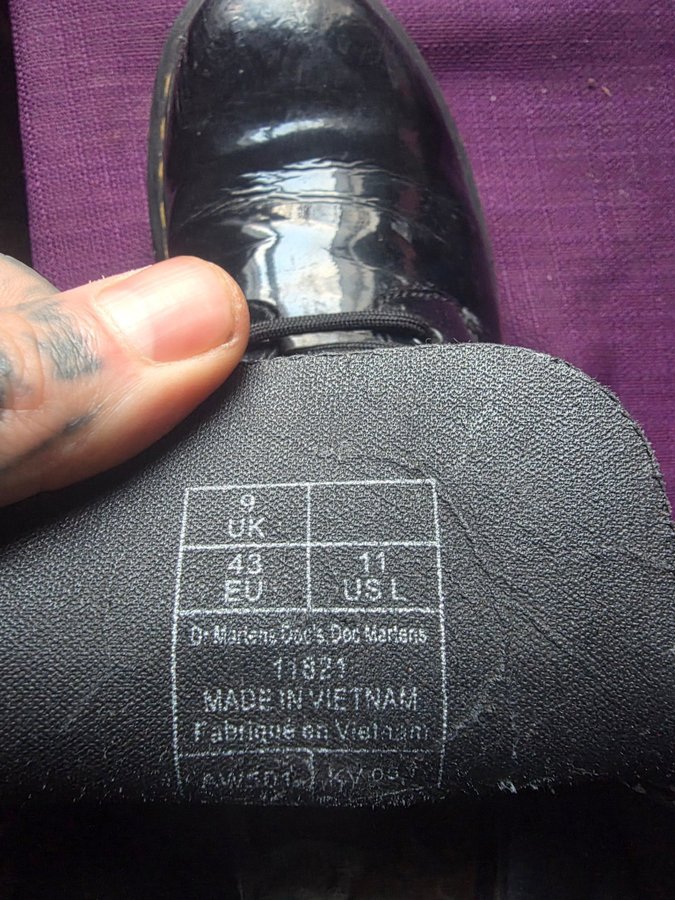 9
UK
43 11
EU US L
Dr Martens Doc's Doc Martens
11821
MADE IN VIETNAM
Fabriqué en Vietnam